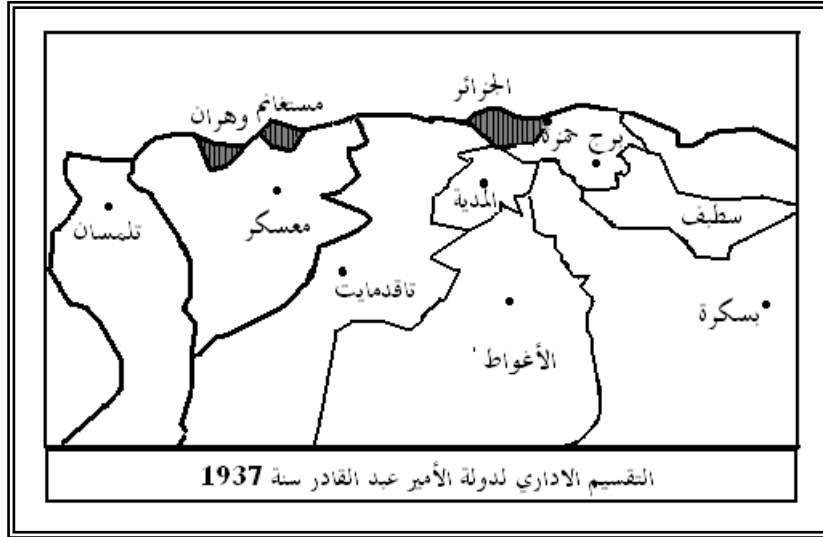 الجزائر
مستغانم
وهران
برج حمزة
المدية
سطيف
تلمسان
معسكر
تاقدمايت
بسكرة
الأغواط
التقسيم الاداري لدولة الأمير عبد القادر سنة 1937